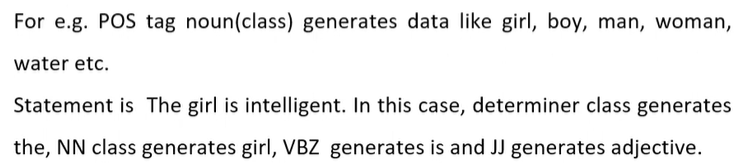 For e.g. POS tag noun(class) generates data like girl, boy, man, woman,
water etc.
Statement is The girl is intelligent. In this case, determiner class generates
the, NN class generates girl, VBZ generates is and JJ generates adjective.